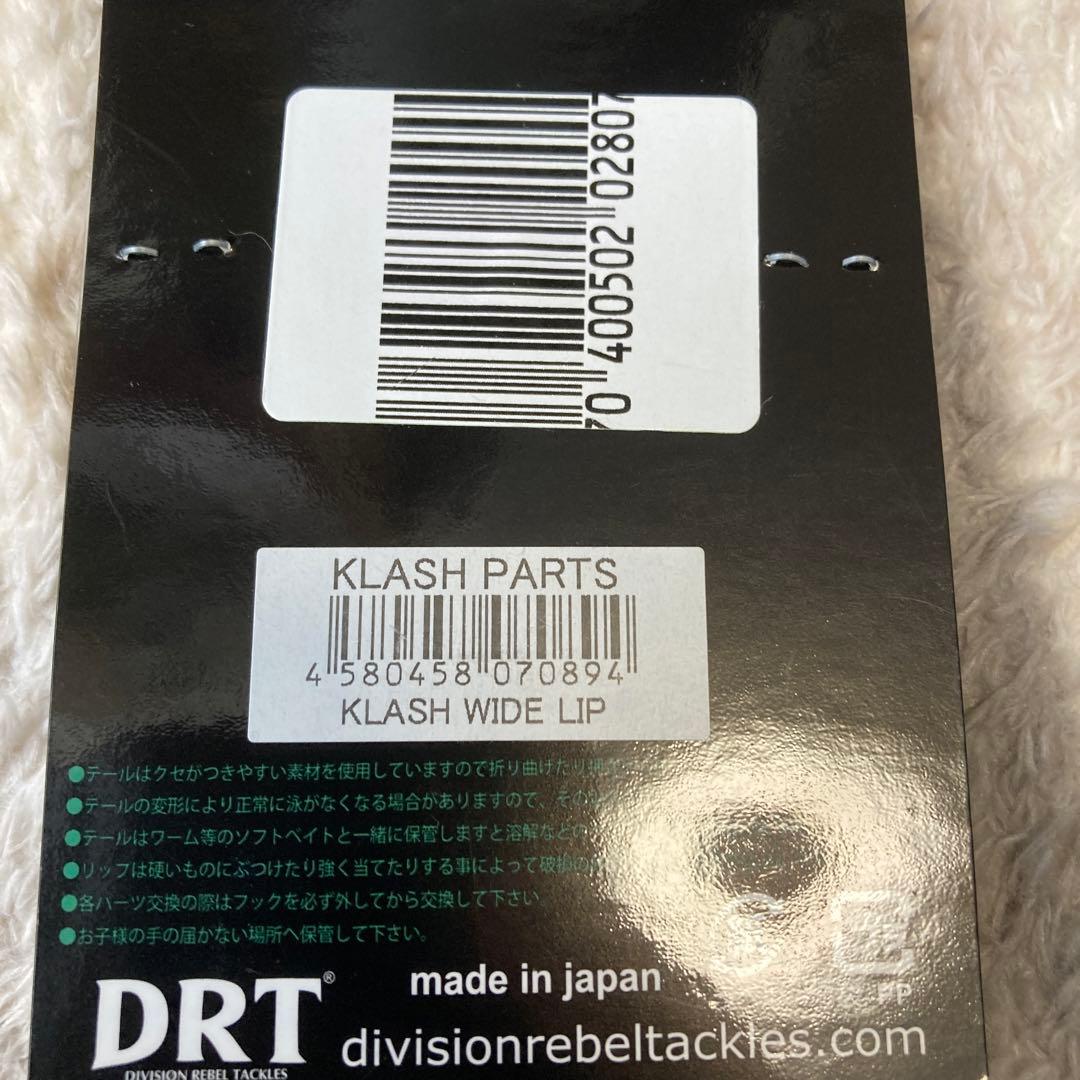 70 400502 02807
KLASH PARTS
4 580458 070894
KLASH WIDE LIP
●テールはクセがつきやすい素材を使用していますので折り曲げたり
●テールの変形により正常に泳がなくなる場合がありますので、その
●テールはワーム等のソフトベイトと一緒に保管しますと溶解などの
●リップは硬いものにぶつけたり強く当てたりする事によって破損の
●各パーツ交換の際はフックを必ず外してから交換して下さい
●お子様の手の届かない場所へ保管して下さい。
DRT® made in japan
DIVISION REBEL TACKLES divisionrebeltackles.com
PP